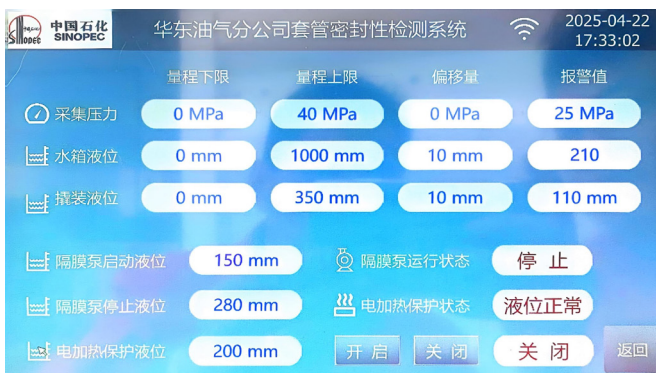 中国石化
SINOPEC
华东油气分公司套管密封性检测系统
2025-04-22
17:33:02
量程下限 量程上限 偏移量 报警值
采集压力 0 MPa 40 MPa 0 MPa 25 MPa
水箱液位 0 mm 1000 mm 10 mm 210
撬装液位 0 mm 350 mm 10 mm 110 mm
隔膜泵启动液位 150 mm 隔膜泵运行状态 停 止
隔膜泵停止液位 280 mm 电加热保护状态 液位正常
电加热保护液位 200 mm 开 启 关 闭 关 闭 返回